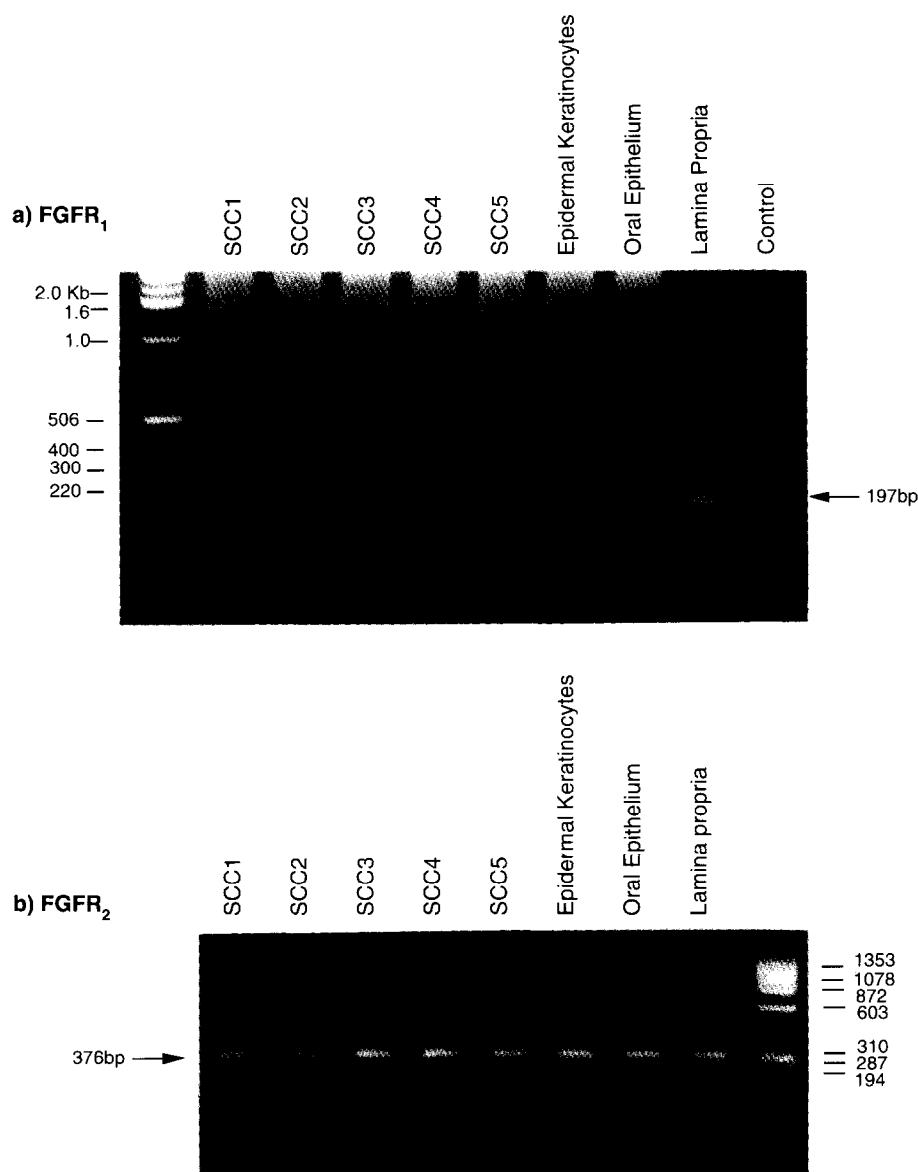 a) FGFR1
SCC1
SCC2
SCC3
SCC4
SCC5
Epidermal Keratinocytes
Oral Epithelium
Lamina Propria
Control
2.0 Kb
1.6
1.0
506
400
300
220
197bp
b) FGFR2
SCC1
SCC2
SCC3
SCC4
SCC5
Epidermal Keratinocytes
Oral Epithelium
Lamina propria
376bp
1353
1078
872
603
310
287
194